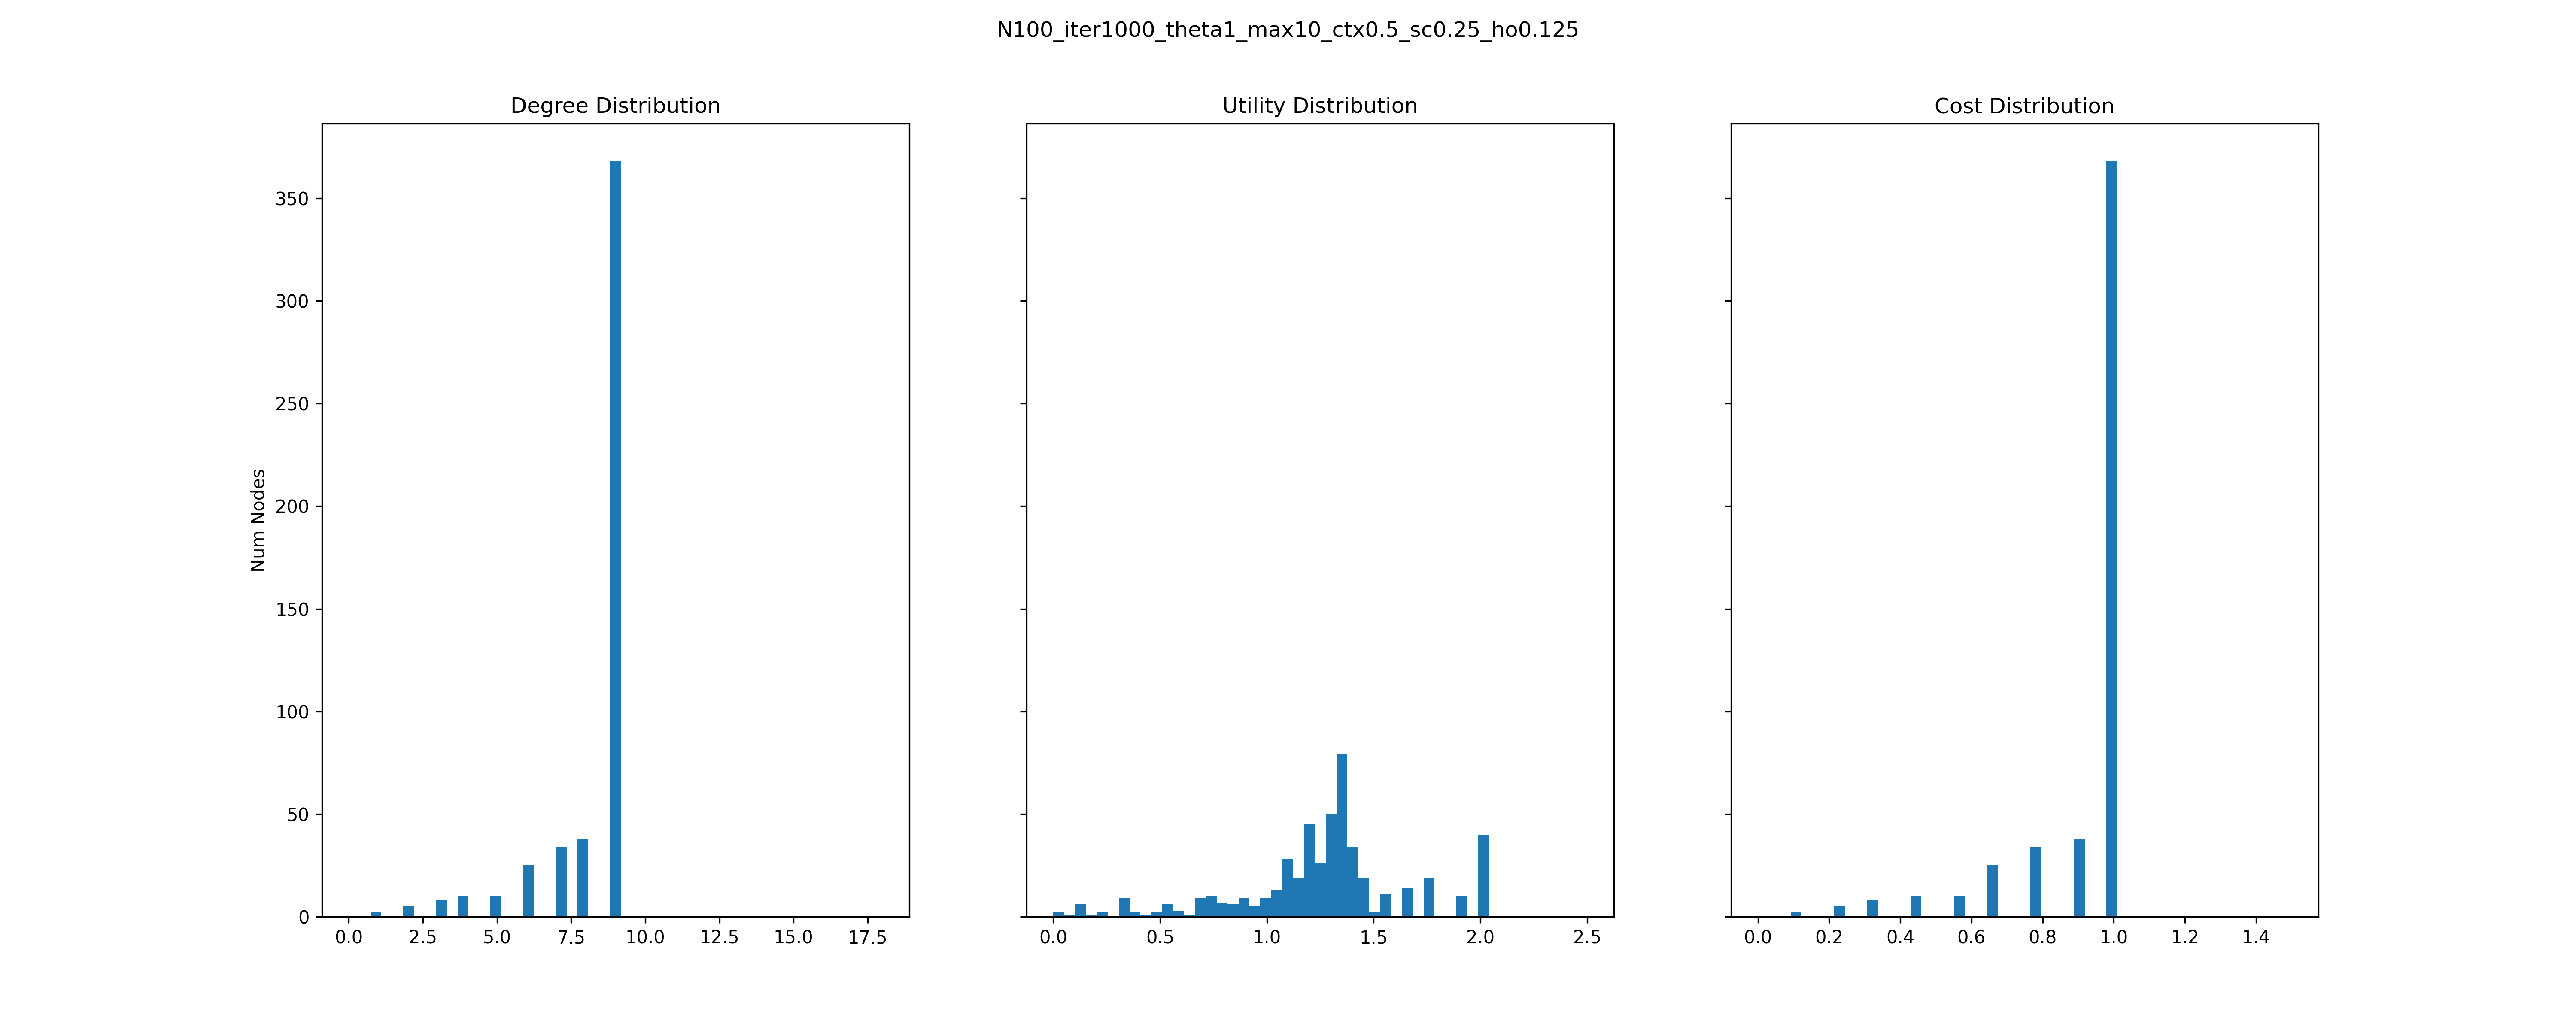 N100_iter1000_theta1_max10_ctx0.5_sc0.25_ho0.125
Degree Distribution
Utility Distribution
Cost Distribution
Num Nodes
350
300
250
200
150
100
50
0
0.0 2.5 5.0 7.5 10.0 12.5 15.0 17.5
0.0 0.5 1.0 1.5 2.0 2.5
0.0 0.2 0.4 0.6 0.8 1.0 1.2 1.4